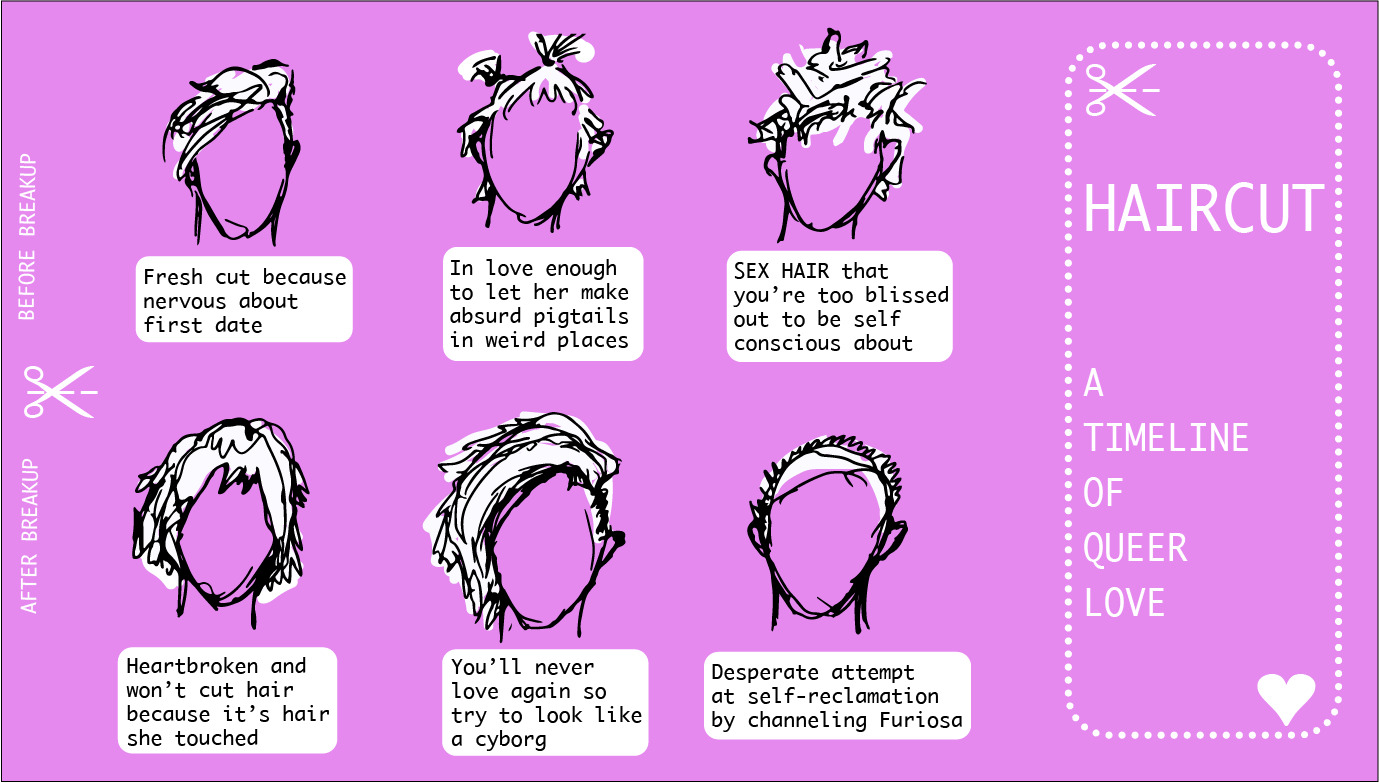 BEFORE BREAKUP
Fresh cut because
nervous about
first date
In love enough
to let her make
absurd pigtails
in weird places
SEX HAIR that
you’re too blissed
out to be self
conscious about
AFTER BREAKUP
Heartbroken and
won’t cut hair
because it’s hair
she touched
You’ll never
love again so
try to look like
a cyborg
Desperate attempt
at self-reclamation
by channeling Furiosa
HAIRCUT
A
TIMELINE
OF
QUEER
LOVE